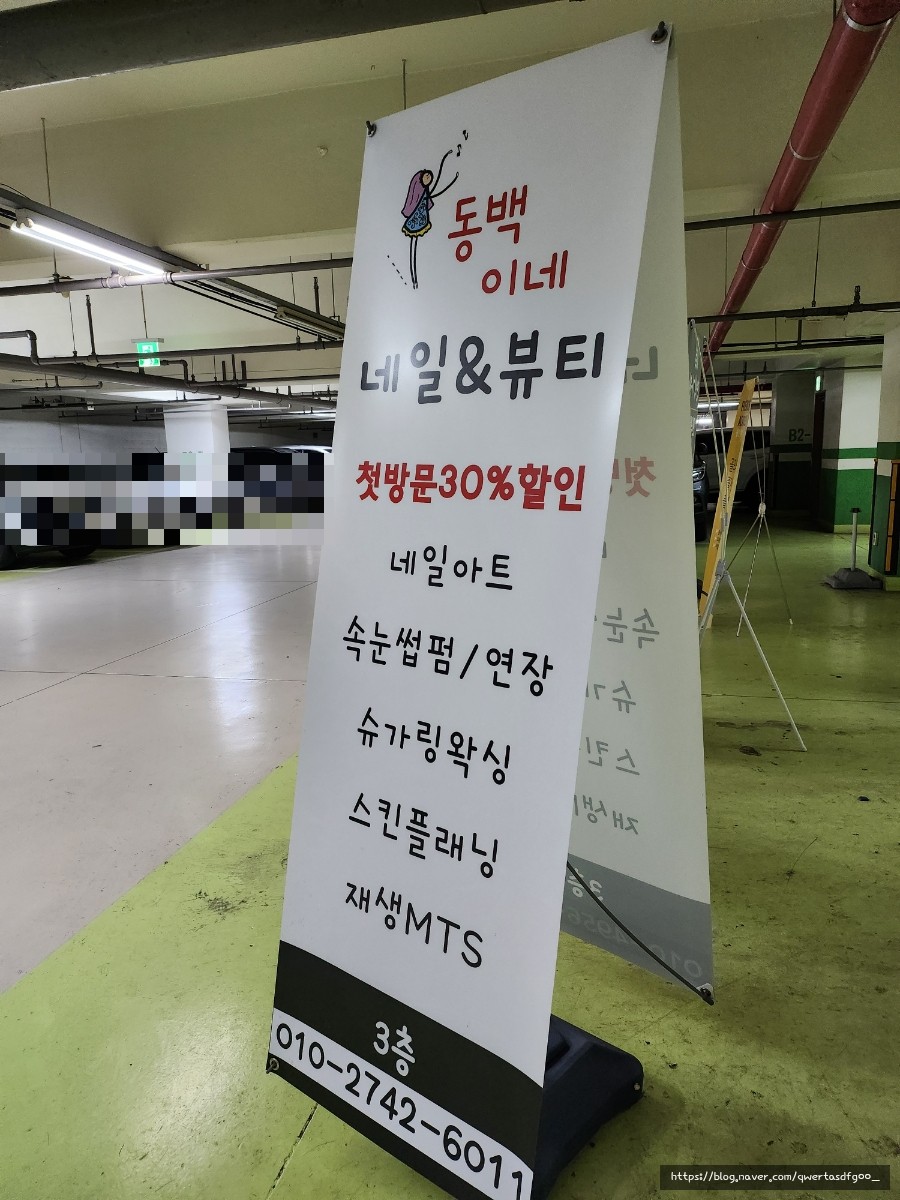 동백
이네
네일&뷰티
첫방문30%할인
네일아트
속눈썹펌/연장
슈가링왁싱
스킨플래닝
재생MTS
3층
010-2742-6011
B2-
https://blog.naver.com/qwertasdfgoo_